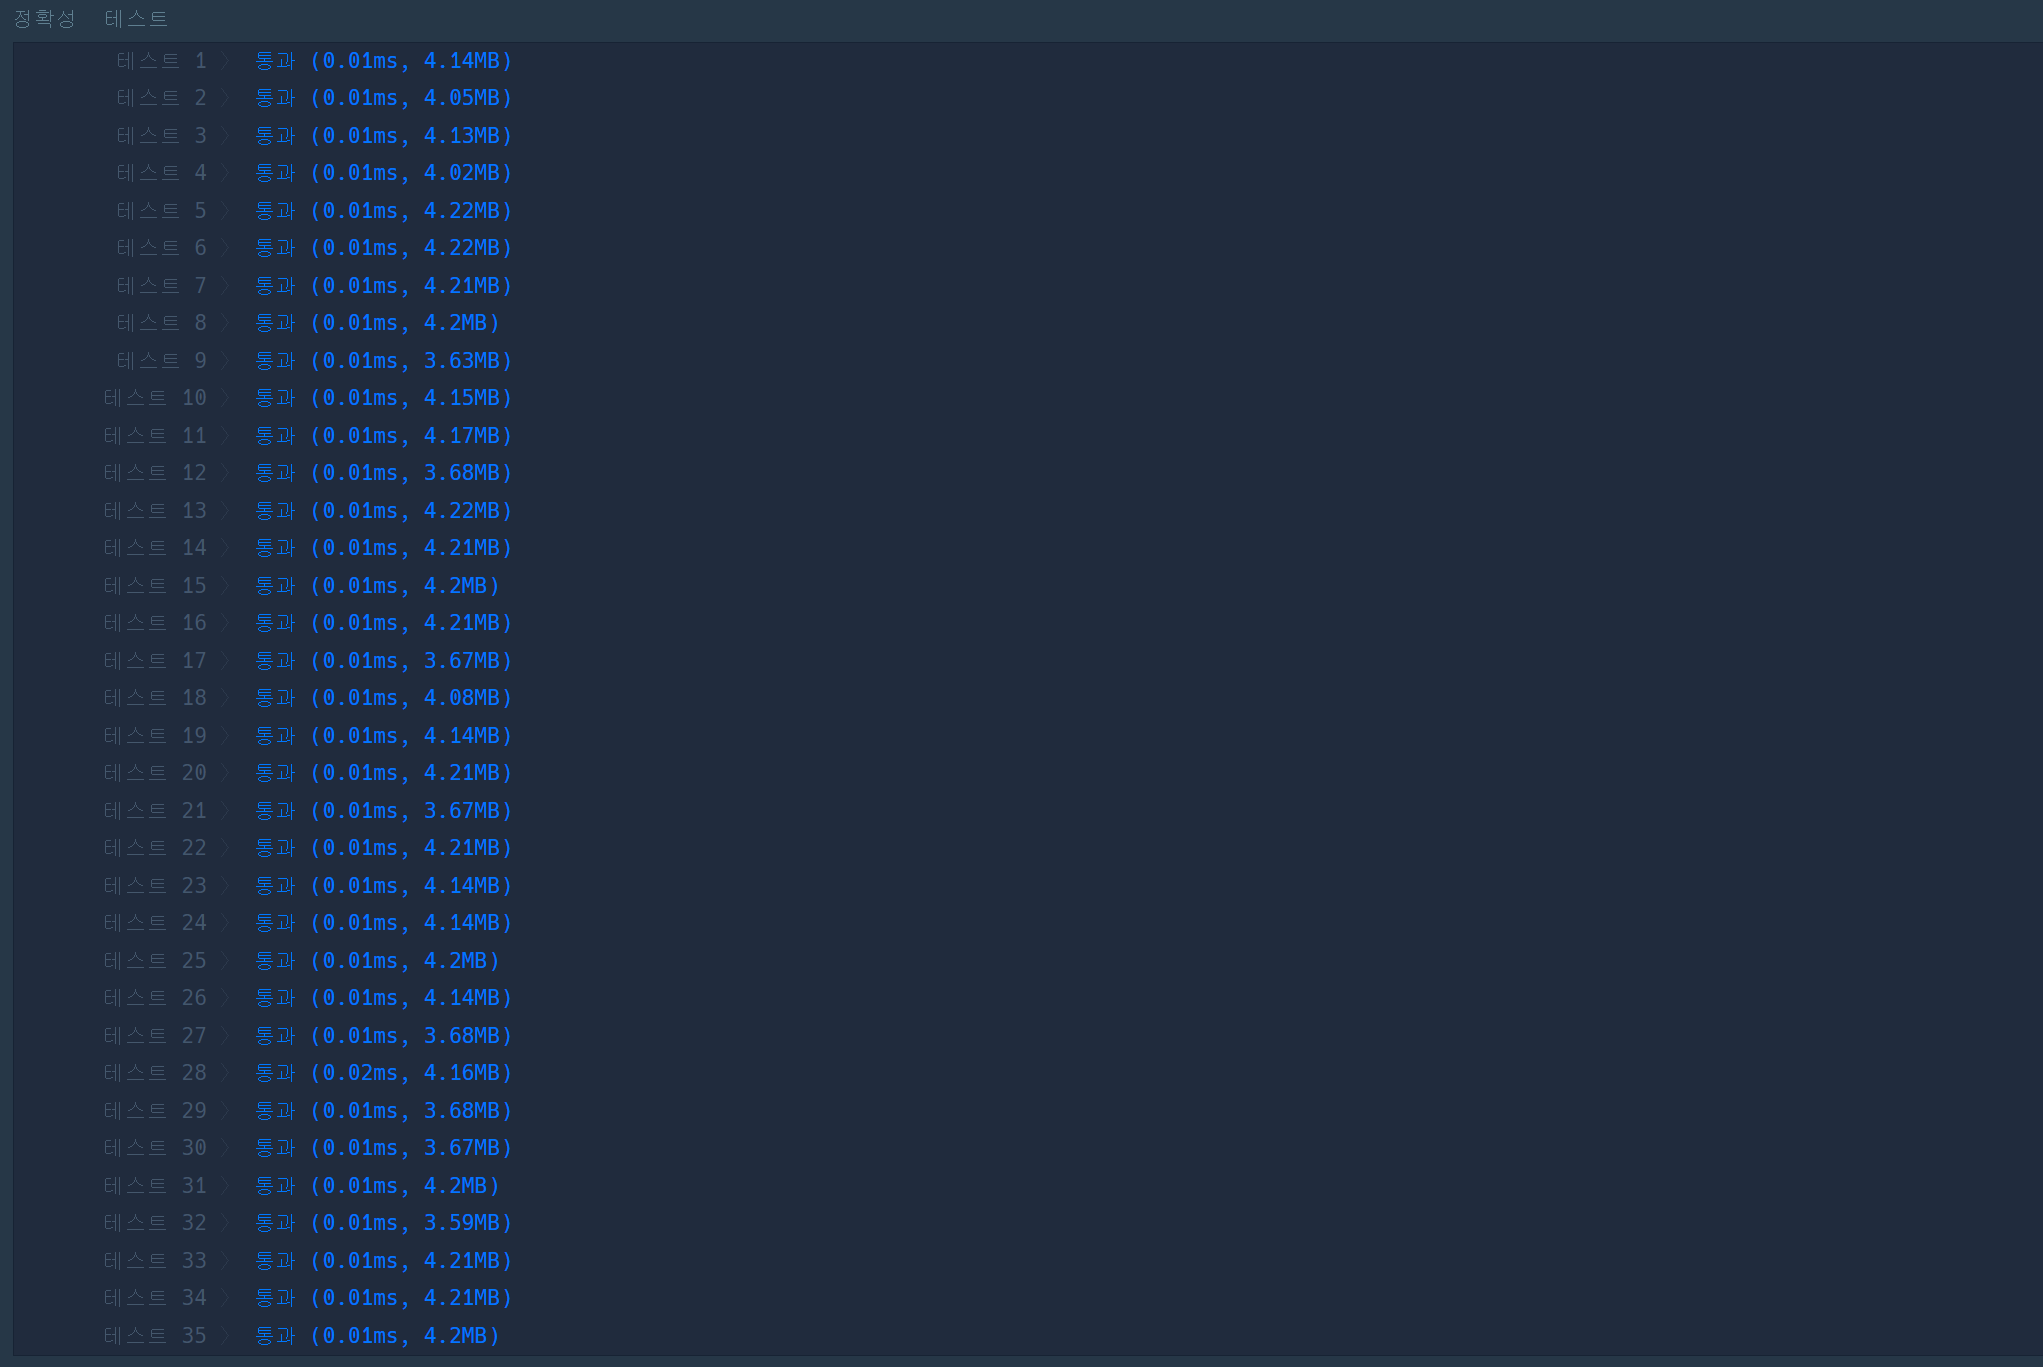 정확성  테스트
테스트 1 〉 통과 (0.01ms, 4.14MB)
테스트 2 〉 통과 (0.01ms, 4.05MB)
테스트 3 〉 통과 (0.01ms, 4.13MB)
테스트 4 〉 통과 (0.01ms, 4.02MB)
테스트 5 〉 통과 (0.01ms, 4.22MB)
테스트 6 〉 통과 (0.01ms, 4.22MB)
테스트 7 〉 통과 (0.01ms, 4.21MB)
테스트 8 〉 통과 (0.01ms, 4.2MB)
테스트 9 〉 통과 (0.01ms, 3.63MB)
테스트 10 〉 통과 (0.01ms, 4.15MB)
테스트 11 〉 통과 (0.01ms, 4.17MB)
테스트 12 〉 통과 (0.01ms, 3.68MB)
테스트 13 〉 통과 (0.01ms, 4.22MB)
테스트 14 〉 통과 (0.01ms, 4.21MB)
테스트 15 〉 통과 (0.01ms, 4.2MB)
테스트 16 〉 통과 (0.01ms, 4.21MB)
테스트 17 〉 통과 (0.01ms, 3.67MB)
테스트 18 〉 통과 (0.01ms, 4.08MB)
테스트 19 〉 통과 (0.01ms, 4.14MB)
테스트 20 〉 통과 (0.01ms, 4.21MB)
테스트 21 〉 통과 (0.01ms, 3.67MB)
테스트 22 〉 통과 (0.01ms, 4.21MB)
테스트 23 〉 통과 (0.01ms, 4.14MB)
테스트 24 〉 통과 (0.01ms, 4.14MB)
테스트 25 〉 통과 (0.01ms, 4.2MB)
테스트 26 〉 통과 (0.01ms, 4.14MB)
테스트 27 〉 통과 (0.01ms, 3.68MB)
테스트 28 〉 통과 (0.02ms, 4.16MB)
테스트 29 〉 통과 (0.01ms, 3.68MB)
테스트 30 〉 통과 (0.01ms, 3.67MB)
테스트 31 〉 통과 (0.01ms, 4.2MB)
테스트 32 〉 통과 (0.01ms, 3.59MB)
테스트 33 〉 통과 (0.01ms, 4.21MB)
테스트 34 〉 통과 (0.01ms, 4.21MB)
테스트 35 〉 통과 (0.01ms, 4.2MB)